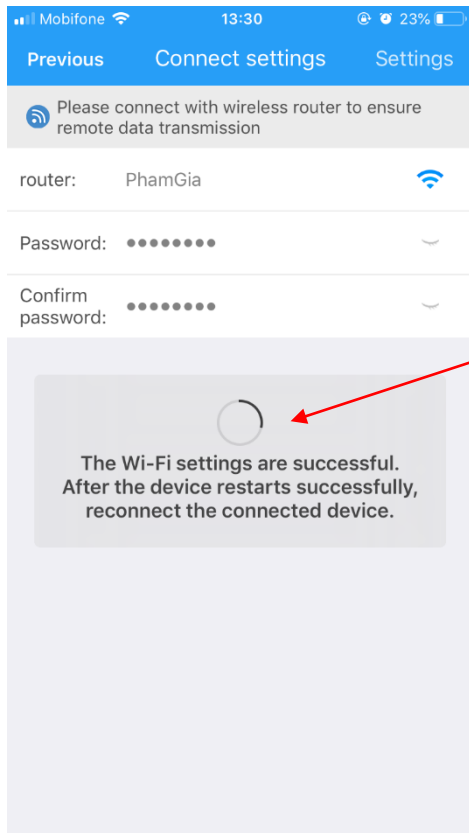 Mobifone 13:30 23%
Previous Connect settings Settings
Please connect with wireless router to ensure
remote data transmission
router: PhamGia
Password: ●●●●●●●●
Confirm
password: ●●●●●●●●
The Wi-Fi settings are successful.
After the device restarts successfully,
reconnect the connected device.